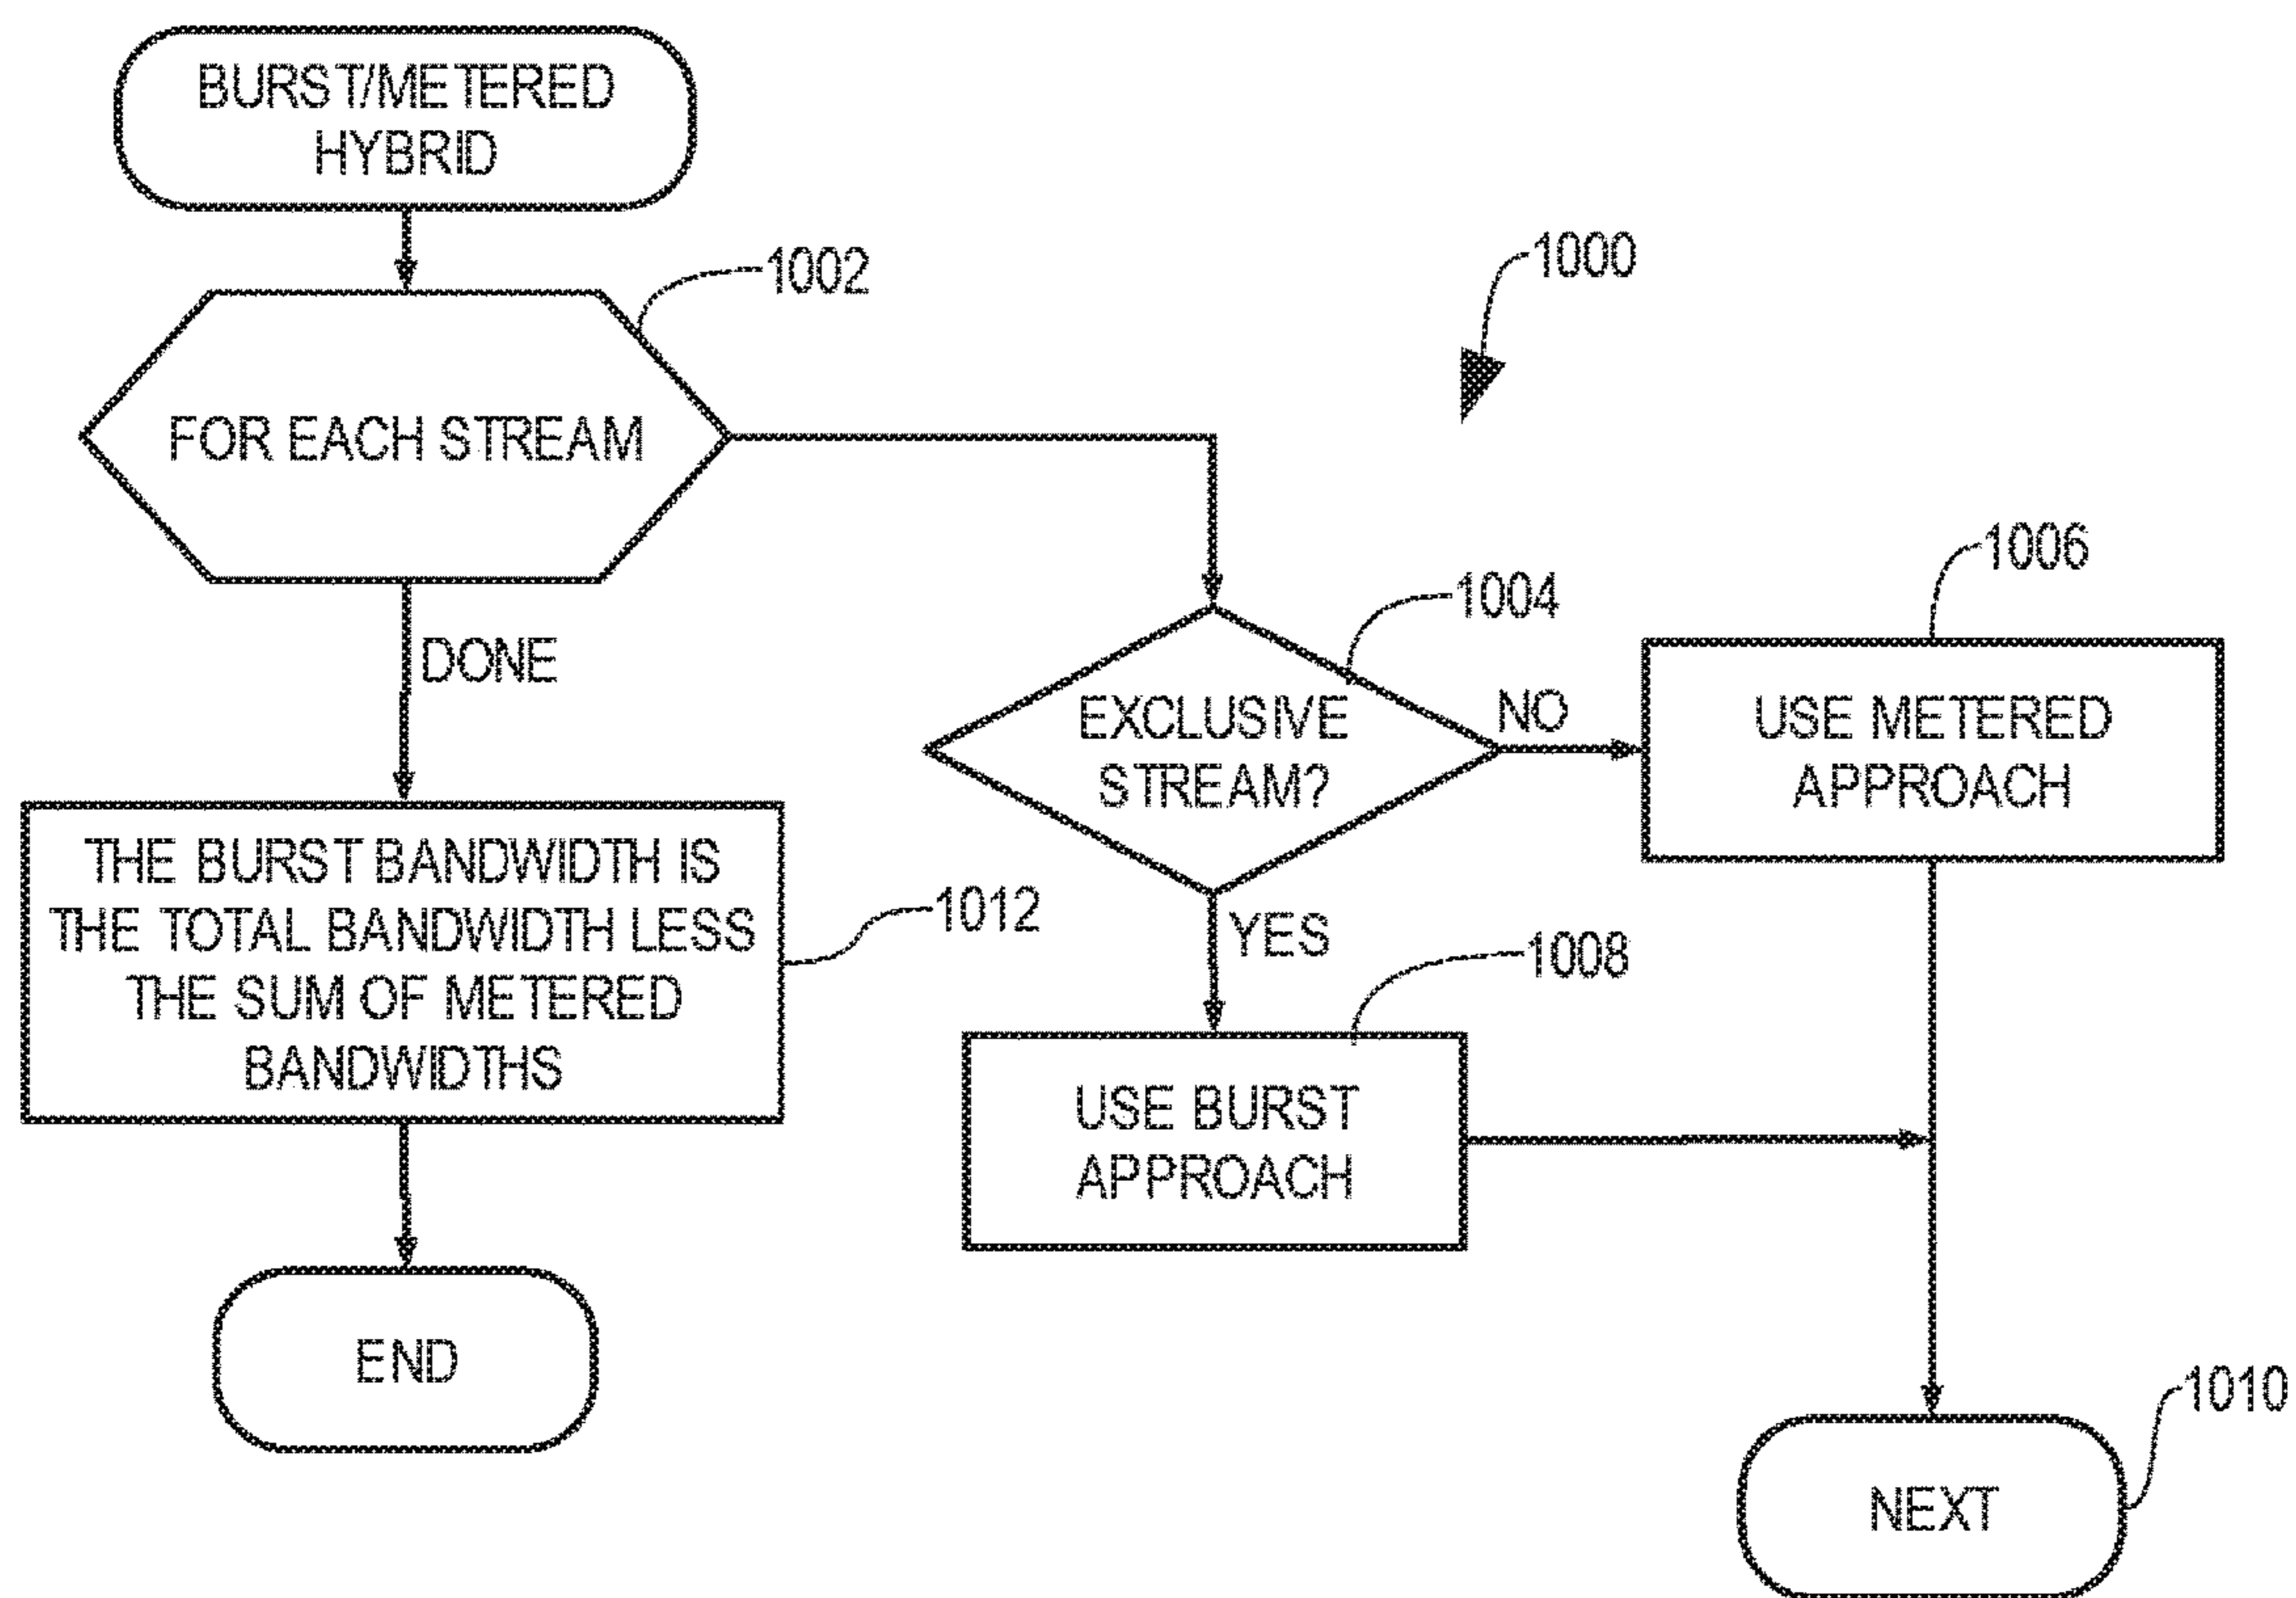 BURST/METERED
HYBRID
1002
1000
FOR EACH STREAM
DONE
1004
EXCLUSIVE
STREAM?
NO
1006
USE METERED
APPROACH
YES
1008
USE BURST
APPROACH
THE BURST BANDWIDTH IS
THE TOTAL BANDWIDTH LESS
THE SUM OF METERED
BANDWIDTHS
1012
END
1010
NEXT